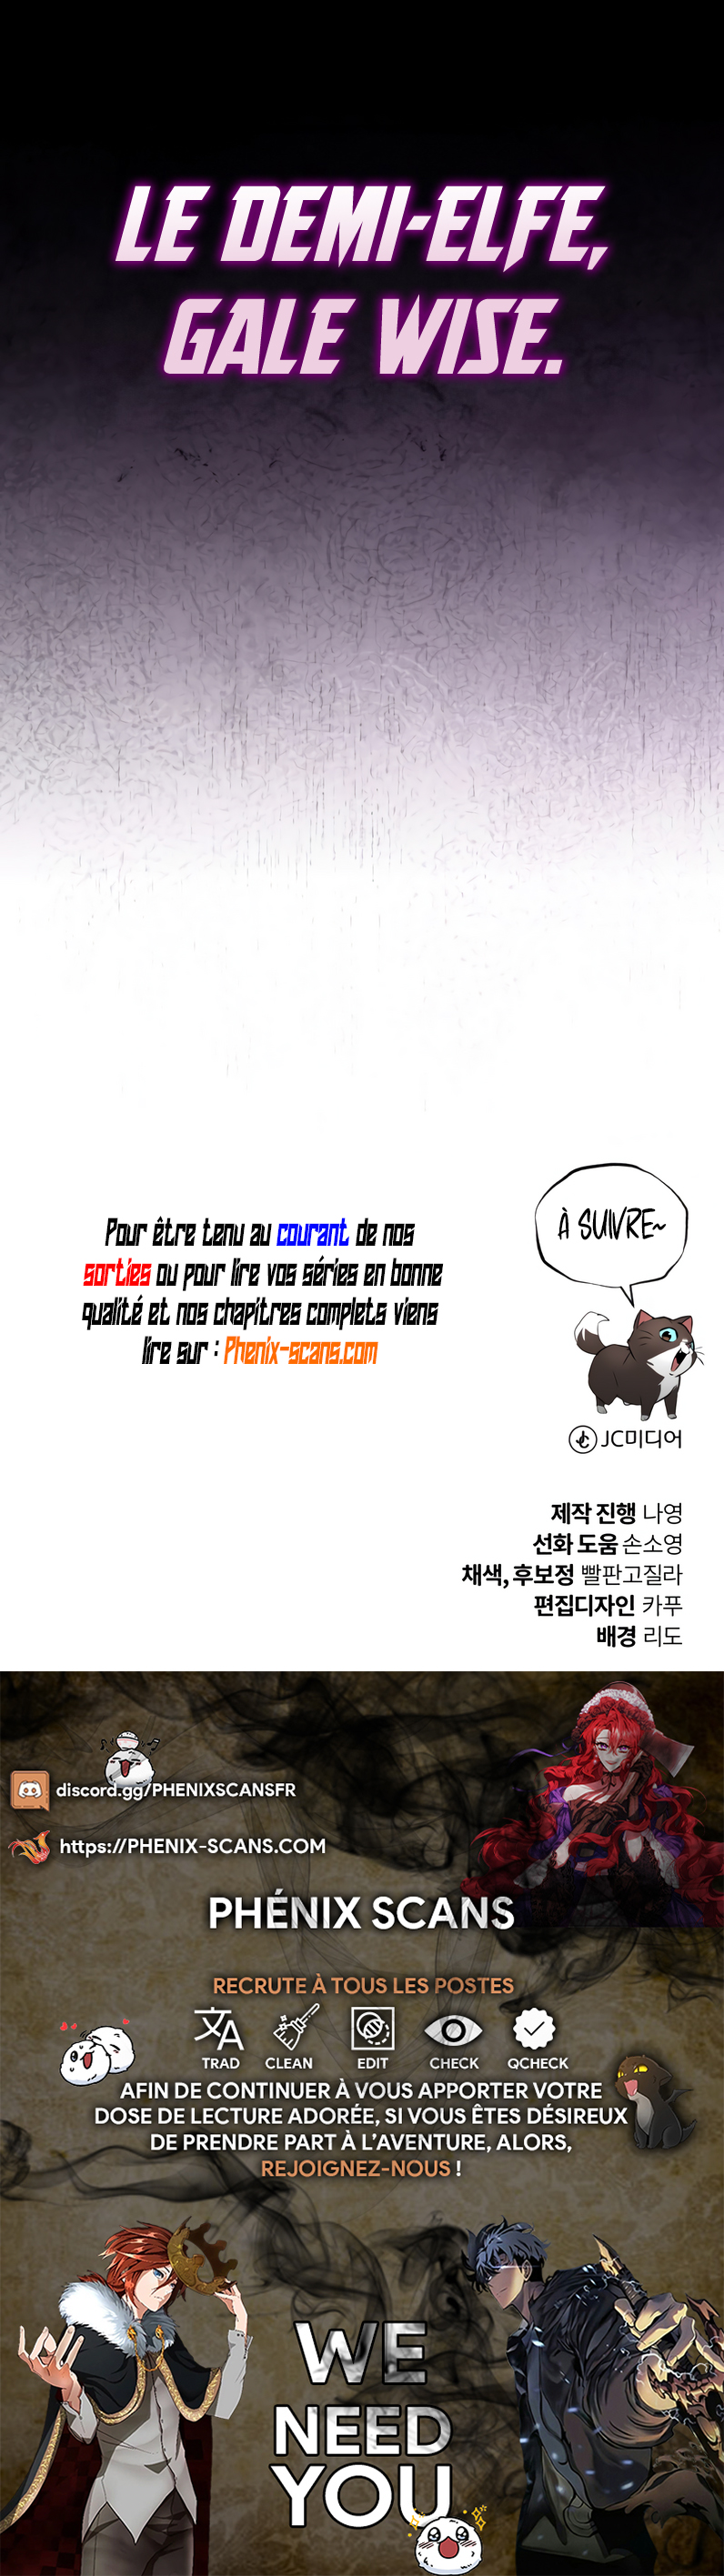 LE DEMI-ELFE,
GALE WISE.
À SUIVRE~
Pour être tenu au courant de nos
sorties ou pour lire vos séries en bonne
qualité et nos chapitres complets viens
lire sur : Phenix-scans.com
JC미디어
제작 진행 나영
선화 도움 손소영
채색, 후보정 빨판고질라
편집디자인 카푸
배경 리도
discord.gg/PHENIXSCANSFR
https://PHENIX-SCANS.COM
PHÉNIX SCANS
RECRUTE À TOUS LES POSTES
TRAD CLEAN EDIT CHECK QCHECK
AFIN DE CONTINUER À VOUS APPORTER VOTRE
DOSE DE LECTURE ADORÉE, SI VOUS ÊTES DÉSIREUX
DE PRENDRE PART À L'AVENTURE, ALORS,
REJOIGNEZ-NOUS !
WE
NEED
YOU